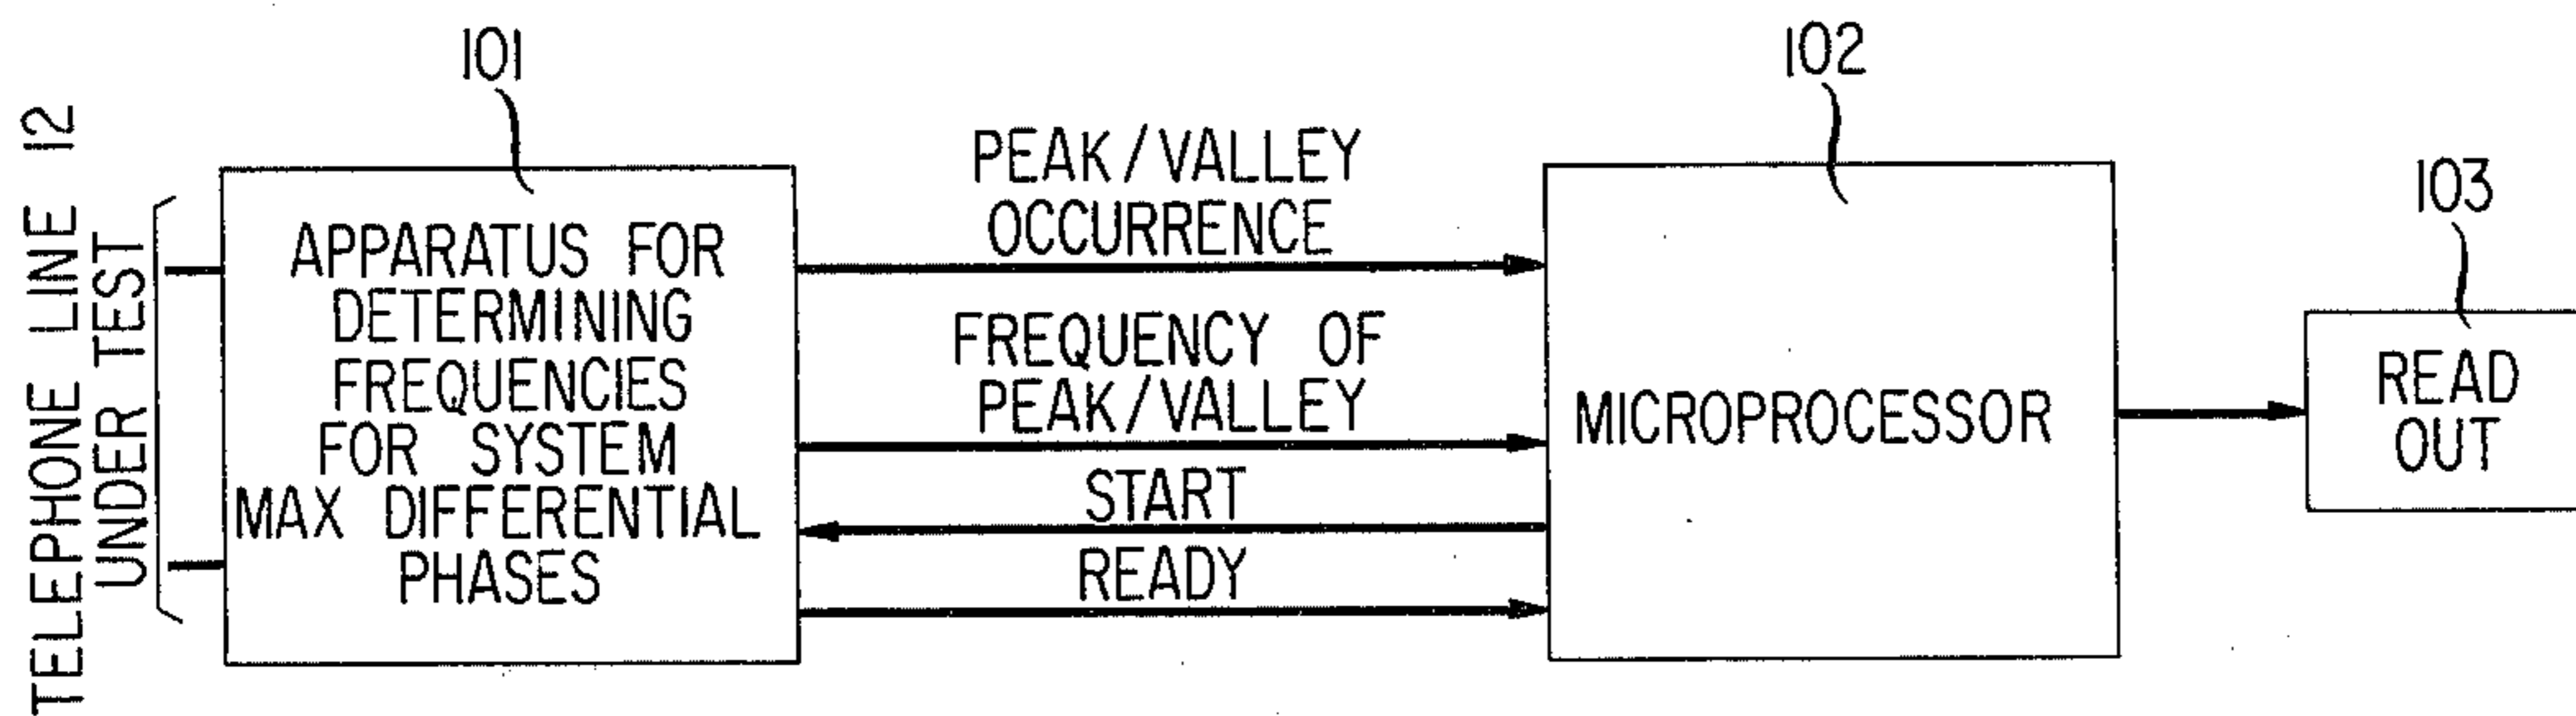 101
102
103
TELEPHONE LINE 12
UNDER TEST
APPARATUS FOR
DETERMINING
FREQUENCIES
FOR SYSTEM
MAX DIFFERENTIAL
PHASES
PEAK/VALLEY
OCCURRENCE
FREQUENCY OF
PEAK/VALLEY
START
READY
MICROPROCESSOR
READ
OUT